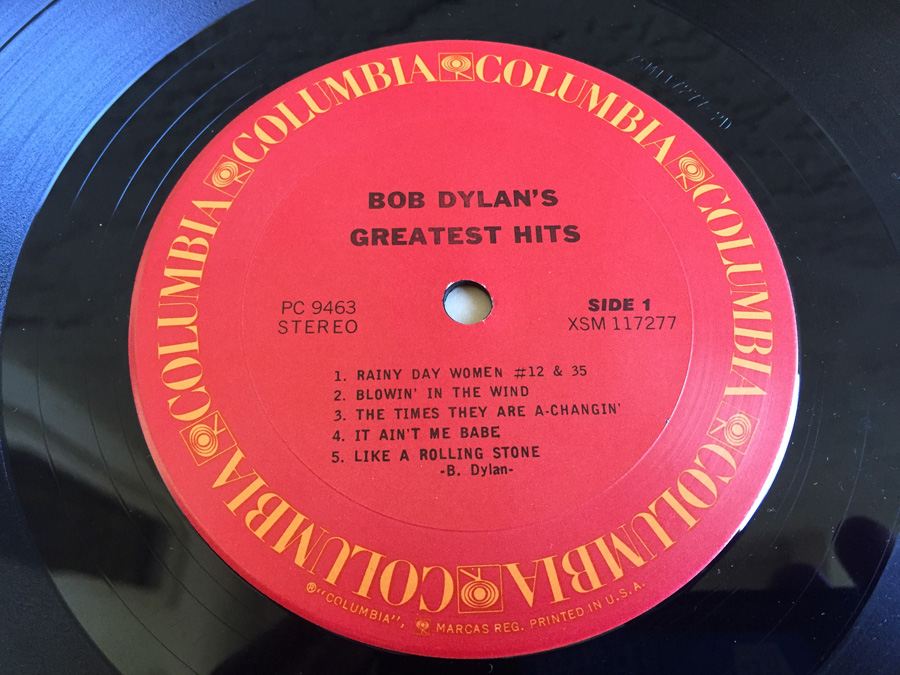 COLUMBIA COLUMBIA COLUMBIA COLUMBIA COLUMBIA COLUMBIA
BOB DYLAN'S
GREATEST HITS
PC 9463
STEREO
SIDE 1
XSM 117277
1. RAINY DAY WOMEN #12 & 35
2. BLOWIN' IN THE WIND
3. THE TIMES THEY ARE A-CHANGIN'
4. IT AIN'T ME BABE
5. LIKE A ROLLING STONE
-B. Dylan-
®"COLUMBIA", MARCAS REG. PRINTED IN U.S.A.